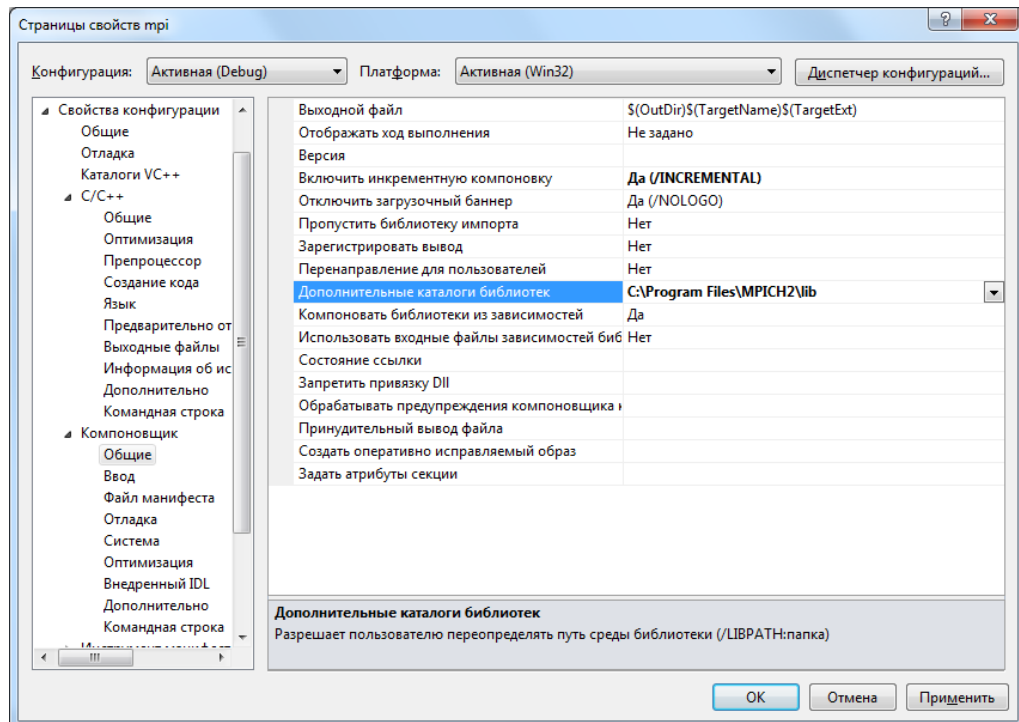 Страницы свойств mpi
Конфигурация: Активная (Debug) Платформа: Активная (Win32) Диспетчер конфигураций...
Свойства конфигурации
Общие
Отладка
Каталоги VC++
C/C++
Общие
Оптимизация
Препроцессор
Создание кода
Язык
Предварительно от
Выходные файлы
Информация об ис
Дополнительно
Командная строка
Компоновщик
Общие
Ввод
Файл манифеста
Отладка
Система
Оптимизация
Внедренный IDL
Дополнительно
Командная строка
Выходной файл $(OutDir)$(TargetName)$(TargetExt)
Отображать ход выполнения Не задано
Версия
Включить инкрементную компоновку Да (/INCREMENTAL)
Отключить загрузочный баннер Да (/NOLOGO)
Пропустить библиотеку импорта Нет
Зарегистрировать вывод Нет
Перенаправление для пользователей Нет
Дополнительные каталоги библиотек C:\Program Files\MPICH2\lib
Компоновать библиотеки из зависимостей Да
Использовать входные файлы зависимостей биб Нет
Состояние ссылки
Запретить привязку Dll
Обрабатывать предупреждения компоновщика к
Принудительный вывод файла
Создать оперативно исправляемый образ
Задать атрибуты секции
Дополнительные каталоги библиотек
Разрешает пользователю переопределять путь среды библиотеки (/LIBPATH:папка)
OK Отмена Применить